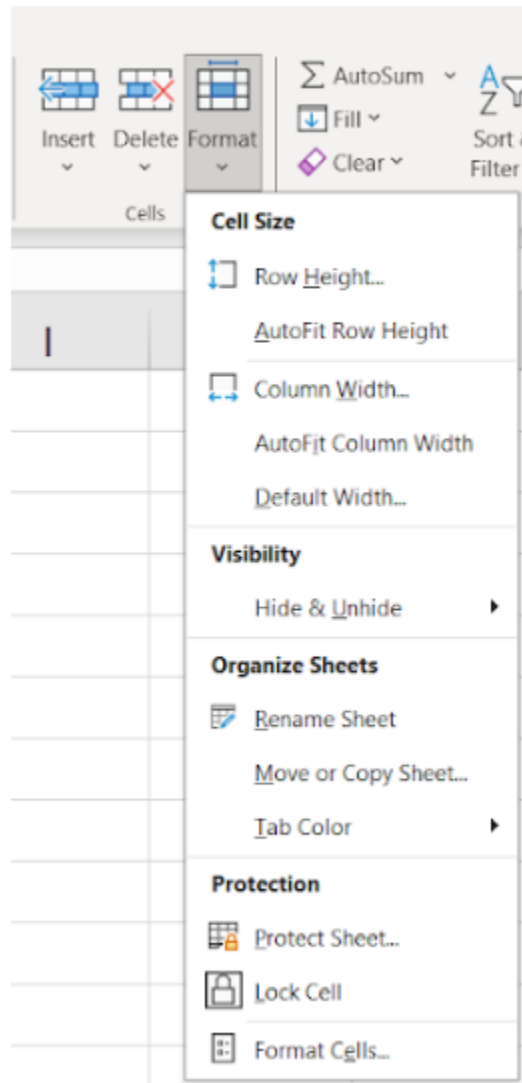 AutoSum
Insert Delete Format
Fill
Sort
Clear
Filter
Cells
Cell Size
Row Height...
AutoFit Row Height
I
Column Width...
AutoFit Column Width
Default Width...
Visibility
Hide & Unhide
Organize Sheets
Rename Sheet
Move or Copy Sheet...
Tab Color
Protection
Protect Sheet...
Lock Cell
Format Cells...